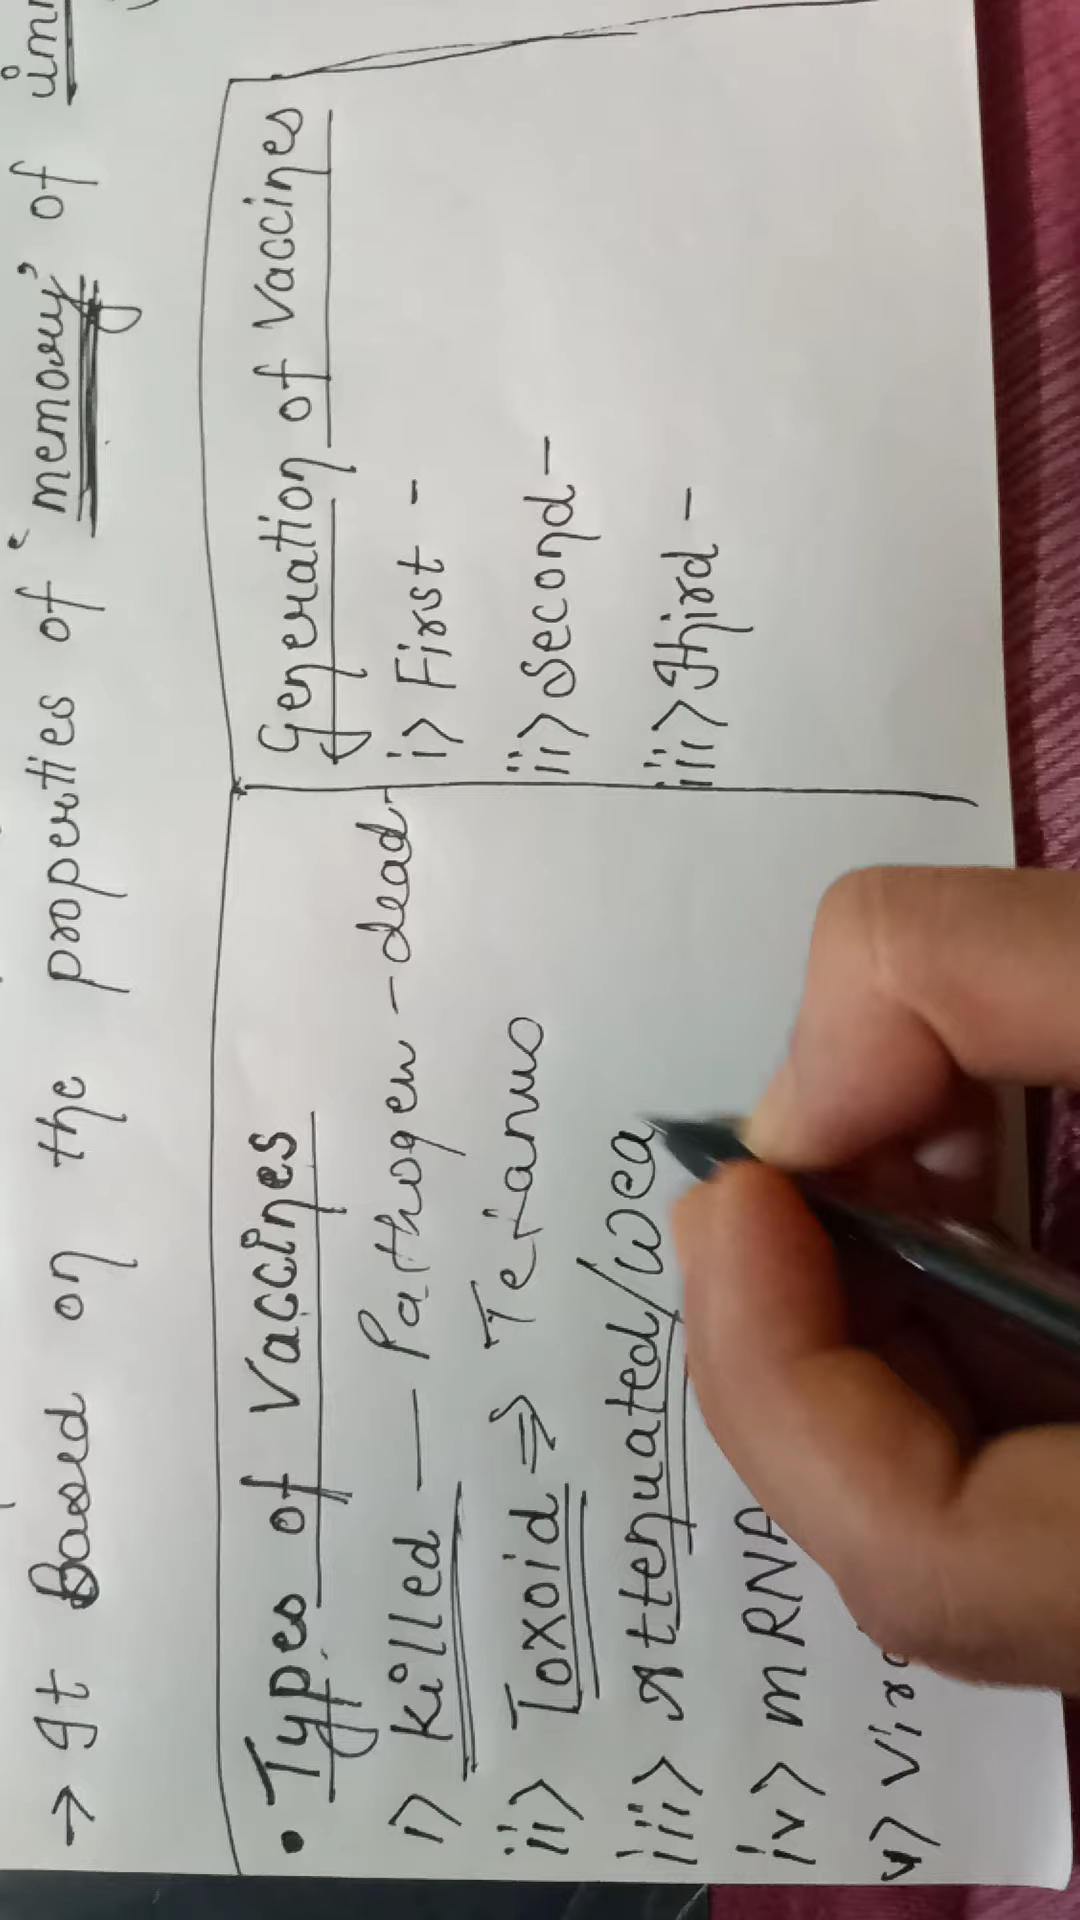 → It Based on the properties of 'memory' of imm
• Types of Vaccines
i> Killed — Pathogen - dead
ii> Toxoid ⇒ Tetanus
iii> Attenuated/wea
iv> mRNA
v>
Generation of Vaccines
i> First -
ii> Second -
iii> Third -